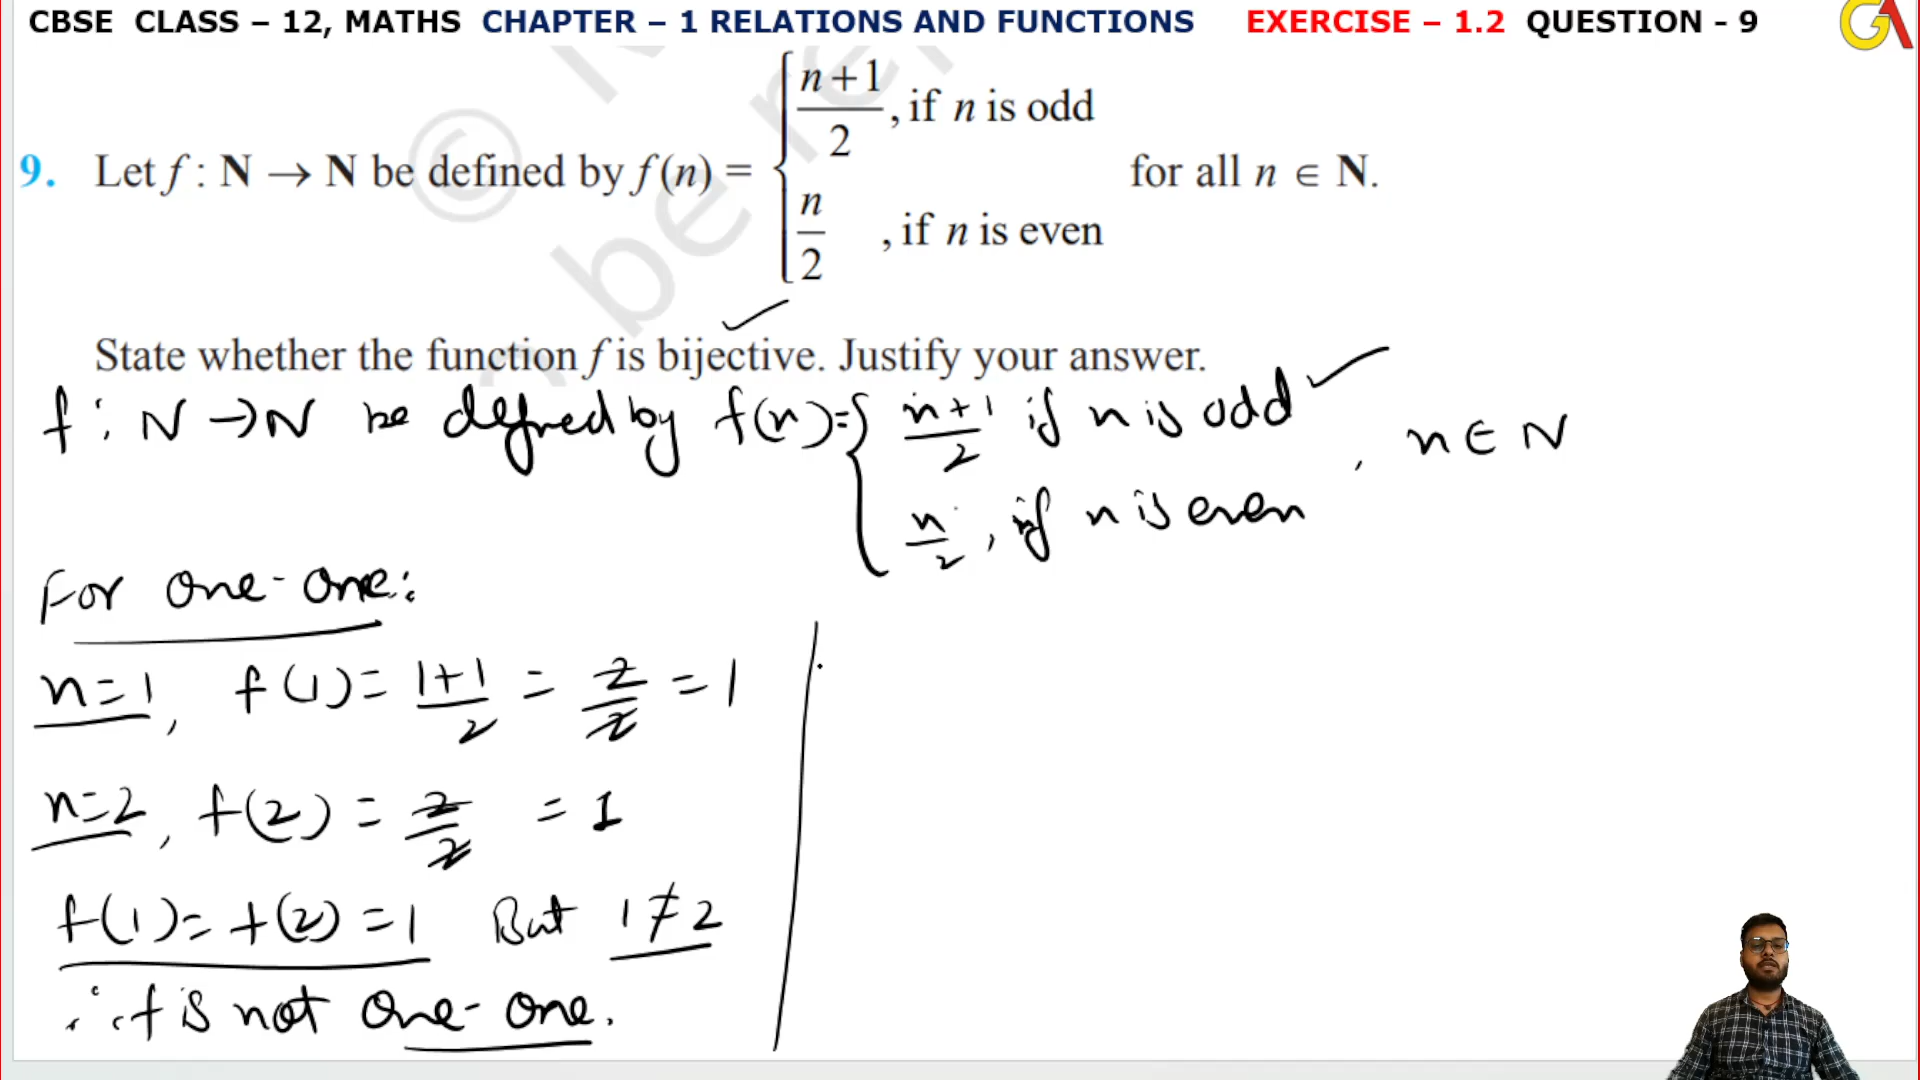 CBSE CLASS – 12, MATHS CHAPTER – 1 RELATIONS AND FUNCTIONS EXERCISE – 1.2 QUESTION - 9
GA
9. Let f : N → N be defined by f(n) = { (n+1)/2, if n is odd
n/2, if n is even
for all n ∈ N.
State whether the function f is bijective. Justify your answer.
f : N → N be defined by f(n) = { (n+1)/2 if n is odd
n/2, if n is even
, n ∈ N
For one-one:
n=1, f(1) = (1+1)/2 = 2/2 = 1
n=2, f(2) = 2/2 = 1
f(1) = f(2) = 1 But 1 ≠ 2
∴ f is not one-one.